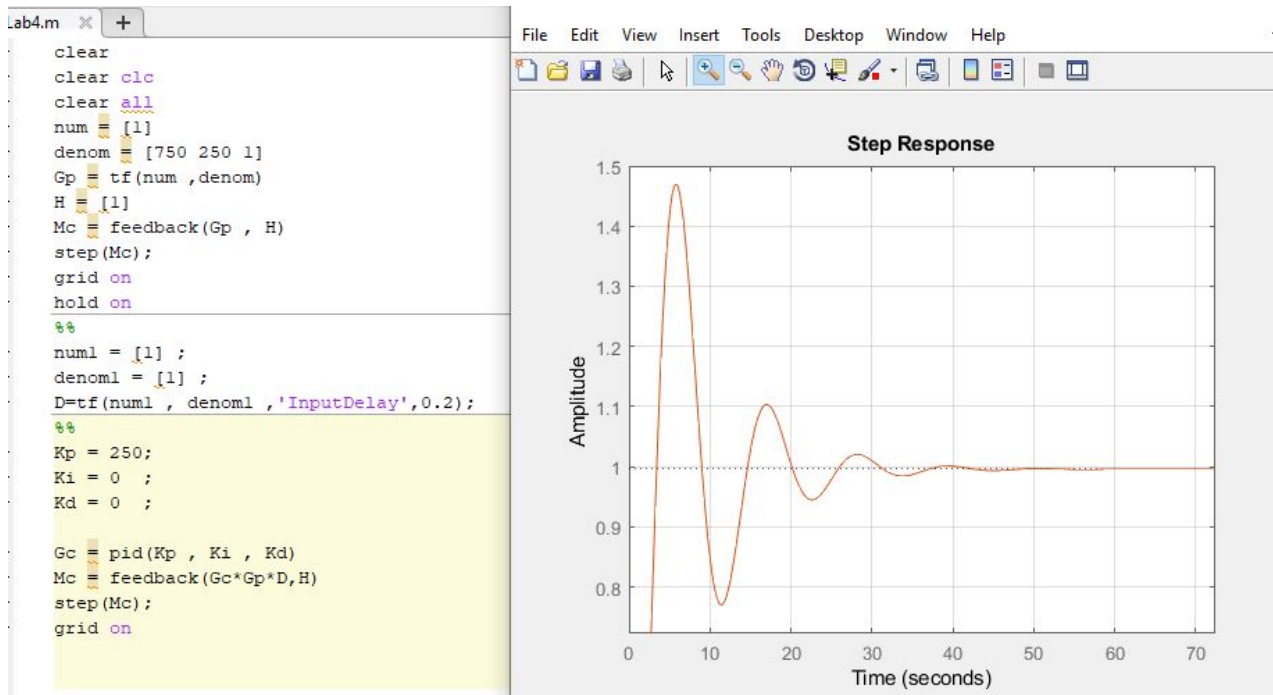 Lab4.m
clear
clear clc
clear all
num = [1]
denom = [750 250 1]
Gp = tf(num ,denom)
H = [1]
Mc = feedback(Gp , H)
step(Mc);
grid on
hold on
%%
num1 = [1] ;
denom1 = [1] ;
D=tf(num1 , denom1 ,'InputDelay',0.2);
%%
Kp = 250;
Ki = 0 ;
Kd = 0 ;
Gc = pid(Kp , Ki , Kd)
Mc = feedback(Gc*Gp*D,H)
step(Mc);
grid on
File Edit View Insert Tools Desktop Window Help
Step Response
1.5
1.4
1.3
1.2
1.1
1
0.9
0.8
Amplitude
0 10 20 30 40 50 60 70
Time (seconds)